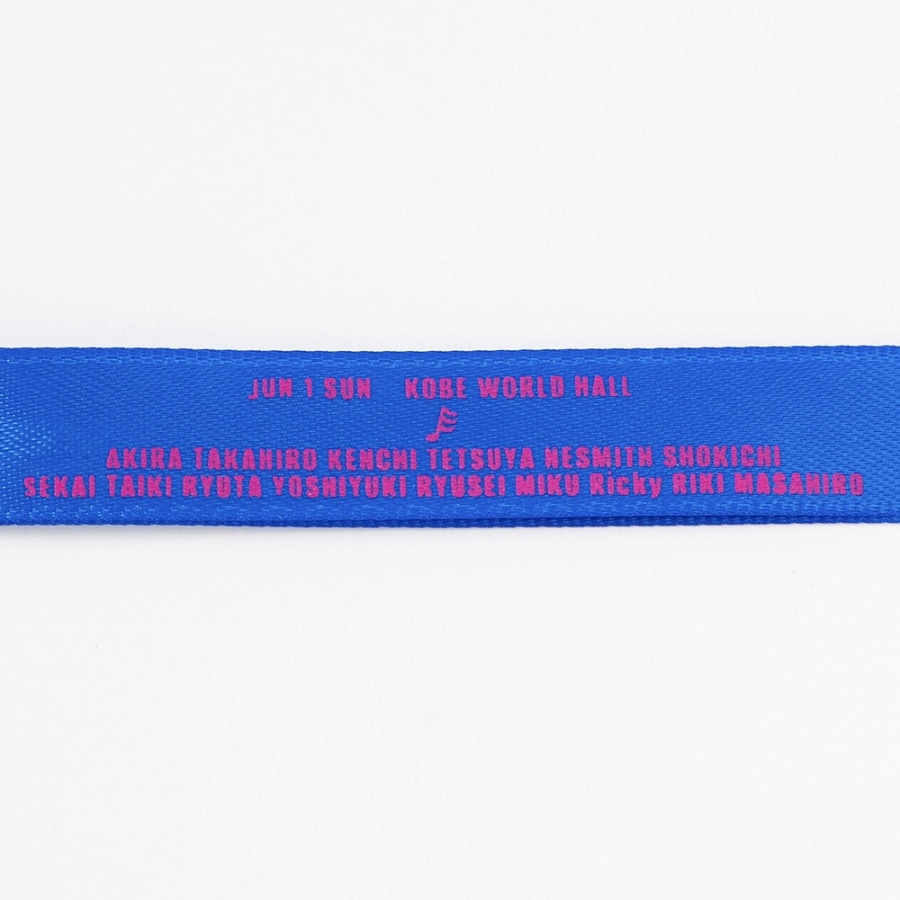 JUN 1 SUN KOBE WORLD HALL
AKIRA TAKAHIRO KENCHI TETSUYA NESMITH SHOKICHI
SEKAI TAIKI RYOTA YOSHIYUKI RYUSEI MIKU Ricky RIKI MASAHIRO